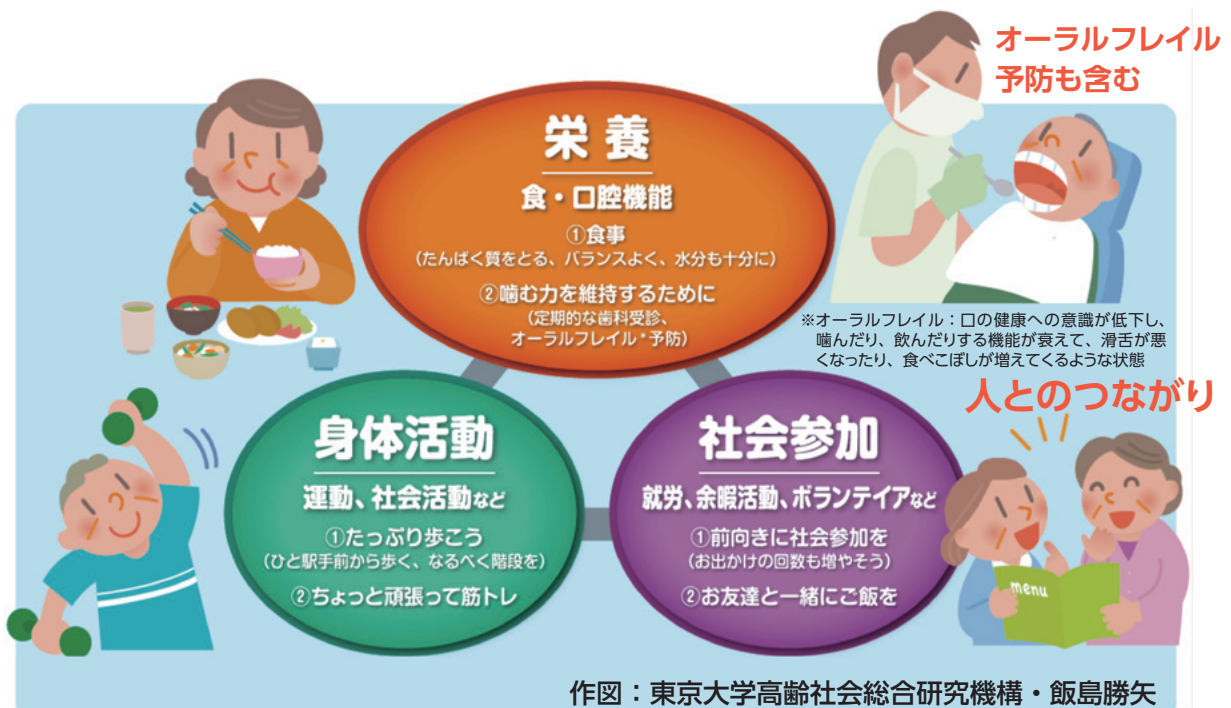 オーラルフレイル
予防も含む
栄養
食・口腔機能
①食事
(たんぱく質をとる、バランスよく、水分も十分に)
②噛む力を維持するために
(定期的な歯科受診、
オーラルフレイル*予防)
※オーラルフレイル：口の健康への意識が低下し、
噛んだり、飲んだりする機能が衰えて、滑舌が悪
くなったり、食べこぼしが増えてくるような状態
人とのつながり
身体活動
運動、社会活動など
①たっぷり歩こう
(ひと駅手前から歩く、なるべく階段を)
②ちょっと頑張って筋トレ
社会参加
就労、余暇活動、ボランテイアなど
①前向きに社会参加を
(お出かけの回数も増やそう)
②お友達と一緒にご飯を
menu
作図：東京大学高齢社会総合研究機構・飯島勝矢